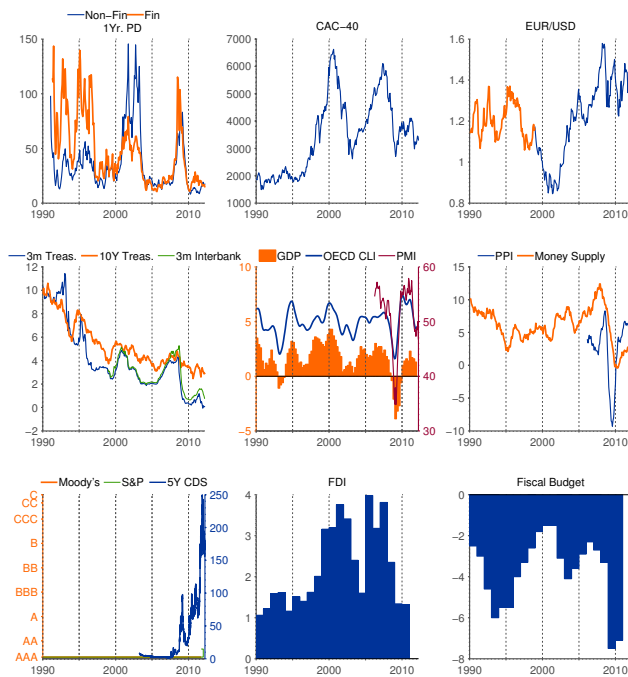 Non-Fin Fin
1Yr. PD
150
100
50
0
1990 2000 2010
CAC-40
7000
6000
5000
4000
3000
2000
1000
1990 2000 2010
EUR/USD
1.6
1.4
1.2
1
0.8
1990 2000 2010
3m Treas. 10Y Treas. 3m Interbank
12
10
8
6
4
2
0
−2
1990 2000 2010
GDP OECD CLI PMI
10
5
0
−5
60
50
40
30
1990 2000 2010
PPI Money Supply
15
10
5
0
−5
−10
1990 2000 2010
Moody's S&P 5Y CDS
C
CC
CCC
B
BB
BBB
A
AA
AAA
250
200
150
100
50
0
1990 2000 2010
FDI
4
3
2
1
0
1990 2000 2010
Fiscal Budget
0
−2
−4
−6
−8
1990 2000 2010